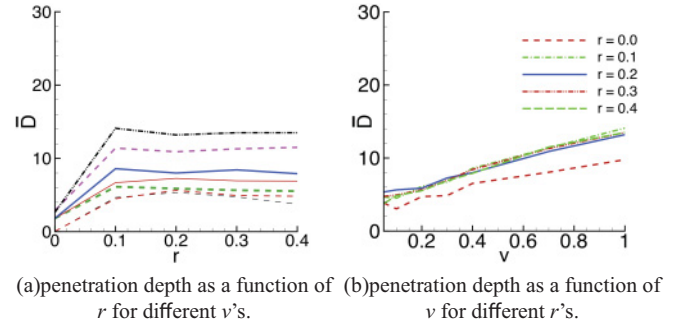 30
20
10
0
D̅
0
0.1
0.2
0.3
0.4
r
30
20
10
0
D̅
0.2
0.4
0.6
0.8
1
v
r = 0.0
r = 0.1
r = 0.2
r = 0.3
r = 0.4
(a)penetration depth as a function of
r for different v's.
(b)penetration depth as a function of
v for different r's.